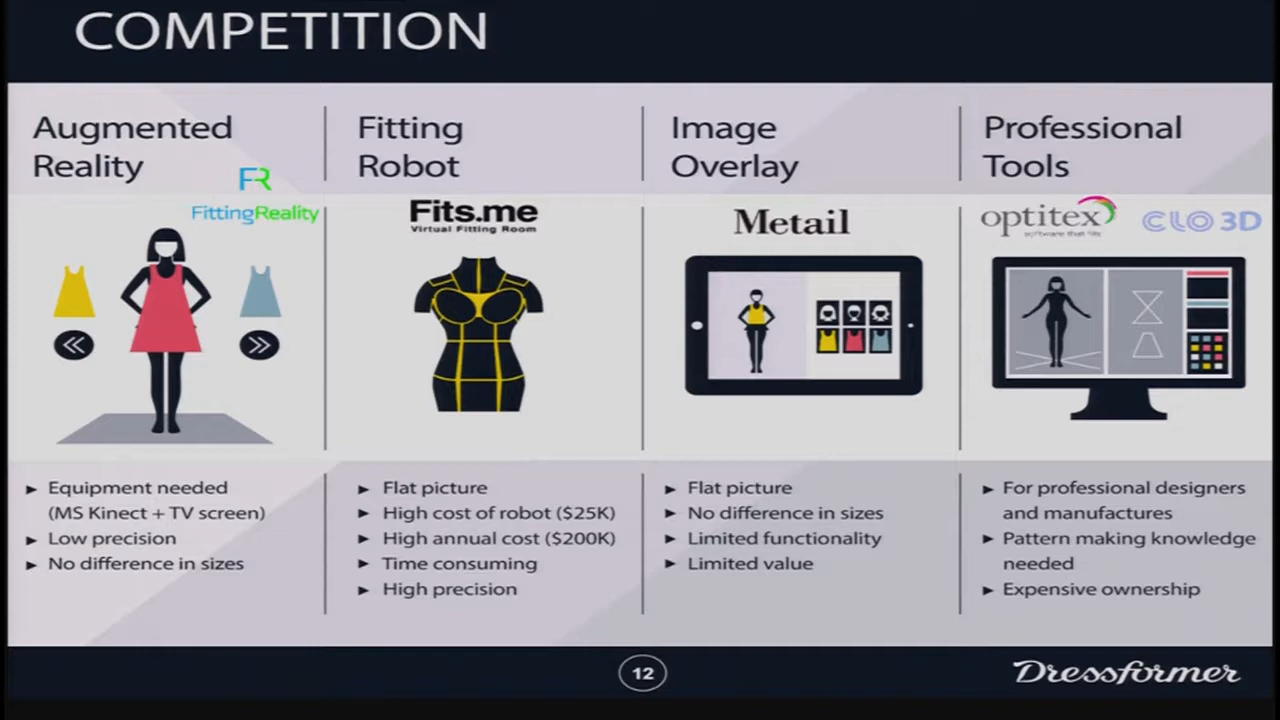 COMPETITION
Augmented
Reality
FR
FittingReality
Equipment needed
(MS Kinect + TV screen)
Low precision
No difference in sizes
Fitting
Robot
Fits.me
Virtual Fitting Room
Flat picture
High cost of robot ($25K)
High annual cost ($200K)
Time consuming
High precision
Image
Overlay
Metail
Flat picture
No difference in sizes
Limited functionality
Limited value
Professional
Tools
optitex
software that fits
CLO 3D
For professional designers
and manufactures
Pattern making knowledge
needed
Expensive ownership
12
Dressformer